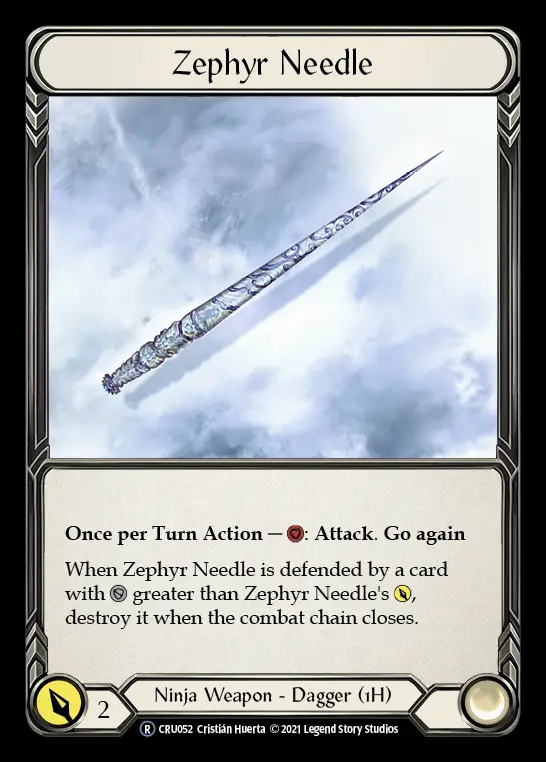 Zephyr Needle
Once per Turn Action — : Attack. Go again
When Zephyr Needle is defended by a card
with greater than Zephyr Needle's ,
destroy it when the combat chain closes.
2
Ninja Weapon - Dagger (1H)
R CRU052 Cristián Huerta © 2021 Legend Story Studios